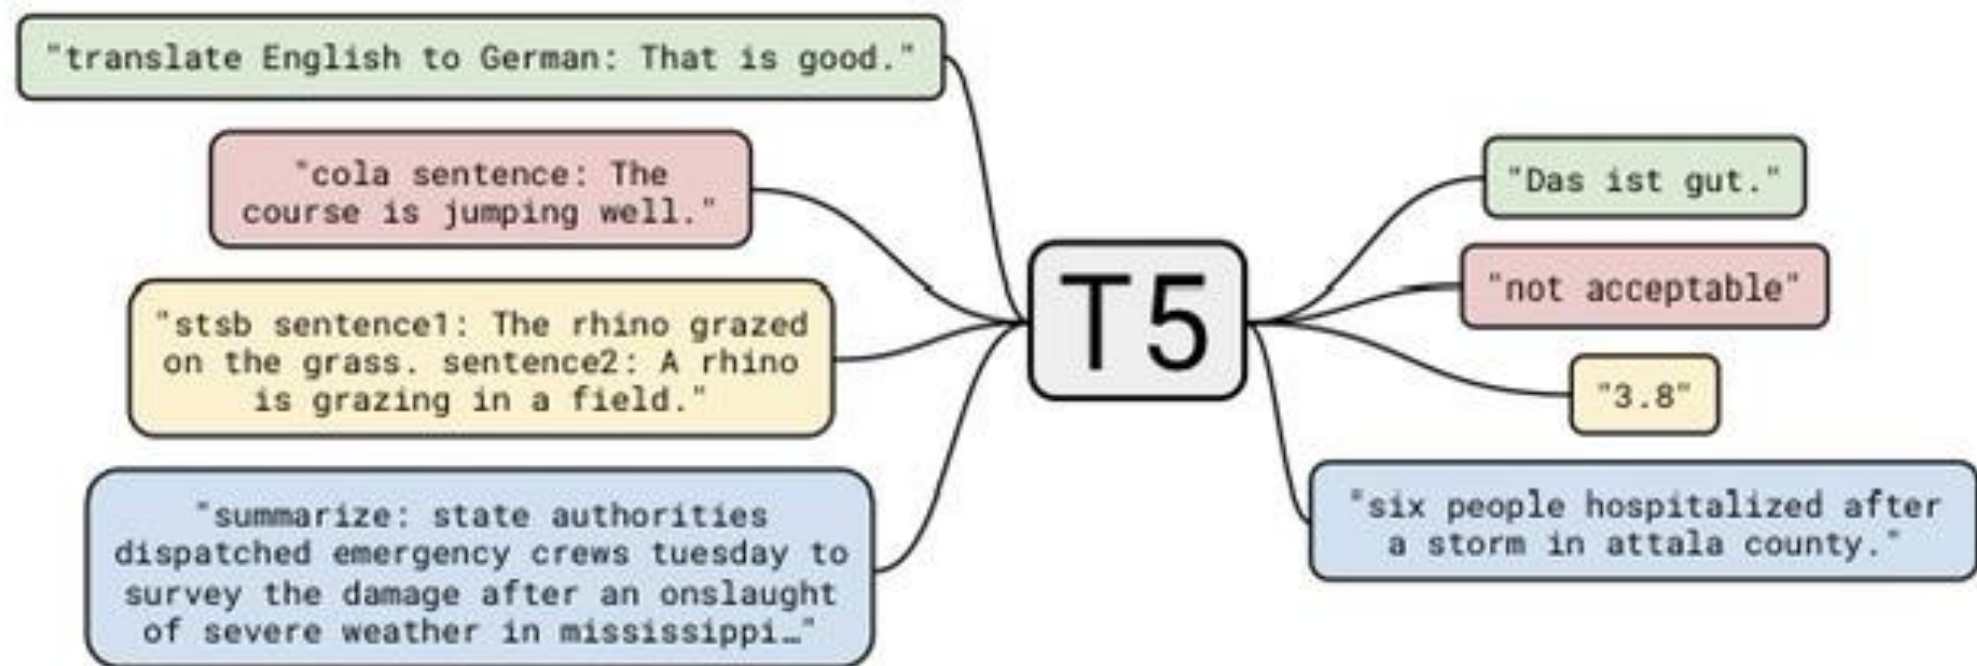 "translate English to German: That is good."
"cola sentence: The
course is jumping well."
"stsb sentence1: The rhino grazed
on the grass. sentence2: A rhino
is grazing in a field."
"summarize: state authorities
dispatched emergency crews tuesday to
survey the damage after an onslaught
of severe weather in mississippi…"
T5
"Das ist gut."
"not acceptable"
"3.8"
"six people hospitalized after
a storm in attala county."